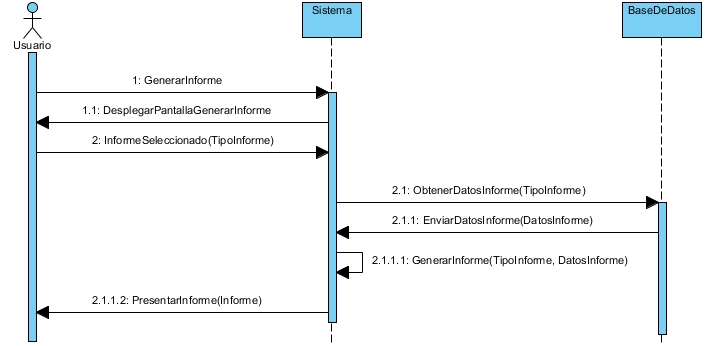 Sistema
BaseDeDatos
Usuario
1: GenerarInforme
1.1: DesplegarPantallaGenerarInforme
2: InformeSeleccionado(TipoInforme)
2.1: ObtenerDatosInforme(TipoInforme)
2.1.1: EnviarDatosInforme(DatosInforme)
2.1.1.1: GenerarInforme(TipoInforme, DatosInforme)
2.1.1.2: PresentarInforme(Informe)